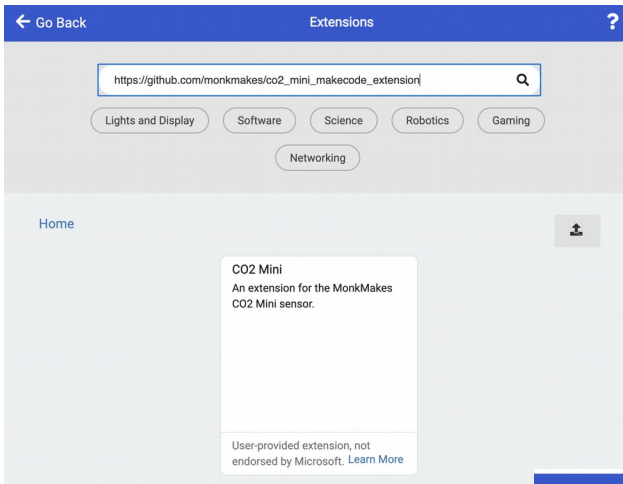 Go Back
Extensions
?
https://github.com/monkmakes/co2_mini_makecode_extension
Lights and Display
Software
Science
Robotics
Gaming
Networking
Home
CO2 Mini
An extension for the MonkMakes
CO2 Mini sensor.
User-provided extension, not
endorsed by Microsoft. Learn More